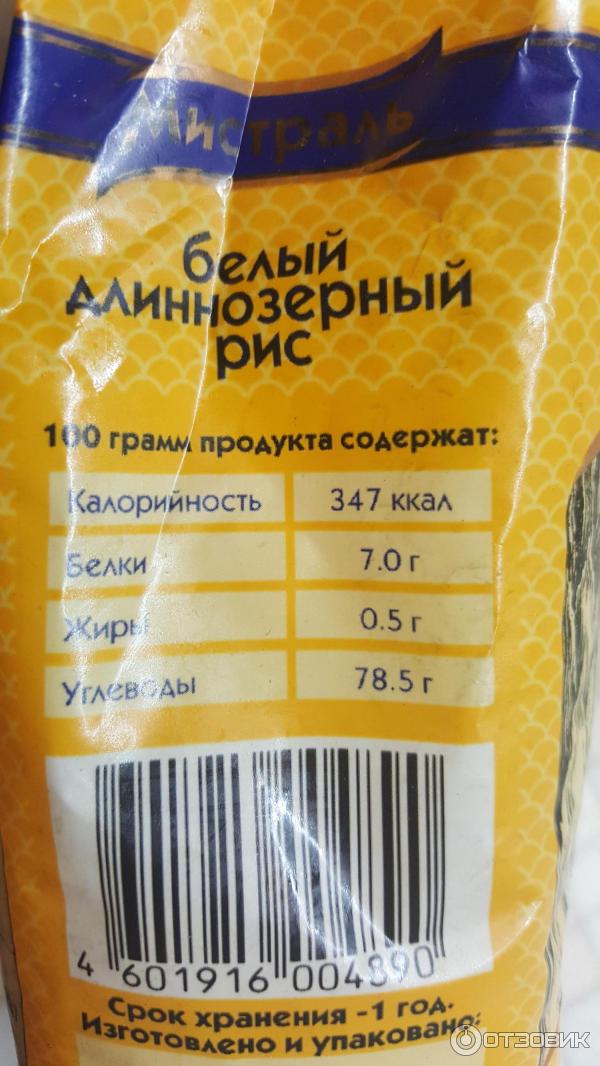 Мистраль
белый
длиннозерный
рис
100 грамм продукта содержат:
Калорийность 347 ккал
Белки 7.0 г
Жиры 0.5 г
Углеводы 78.5 г
4 601916 004890
Срок хранения -1 год.
Изготовлено и упаковано:
ОТЗОВИК